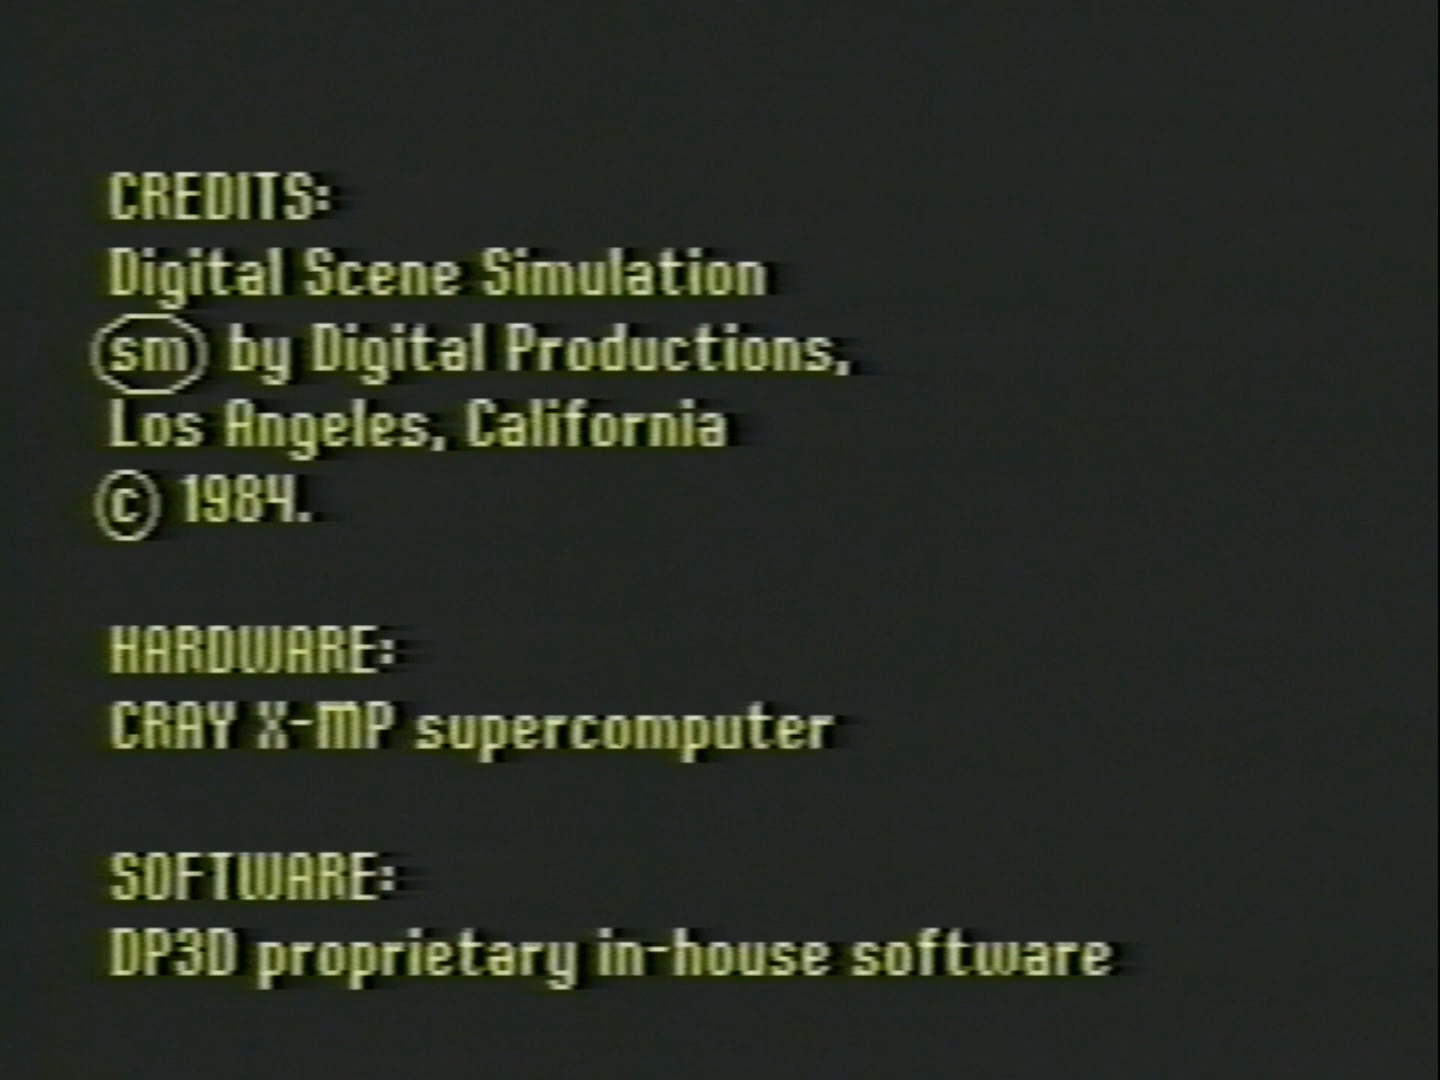 CREDITS:
Digital Scene Simulation
sm by Digital Productions,
Los Angeles, California
© 1984.
HARDWARE:
CRAY X-MP supercomputer
SOFTWARE:
DP3D proprietary in-house software